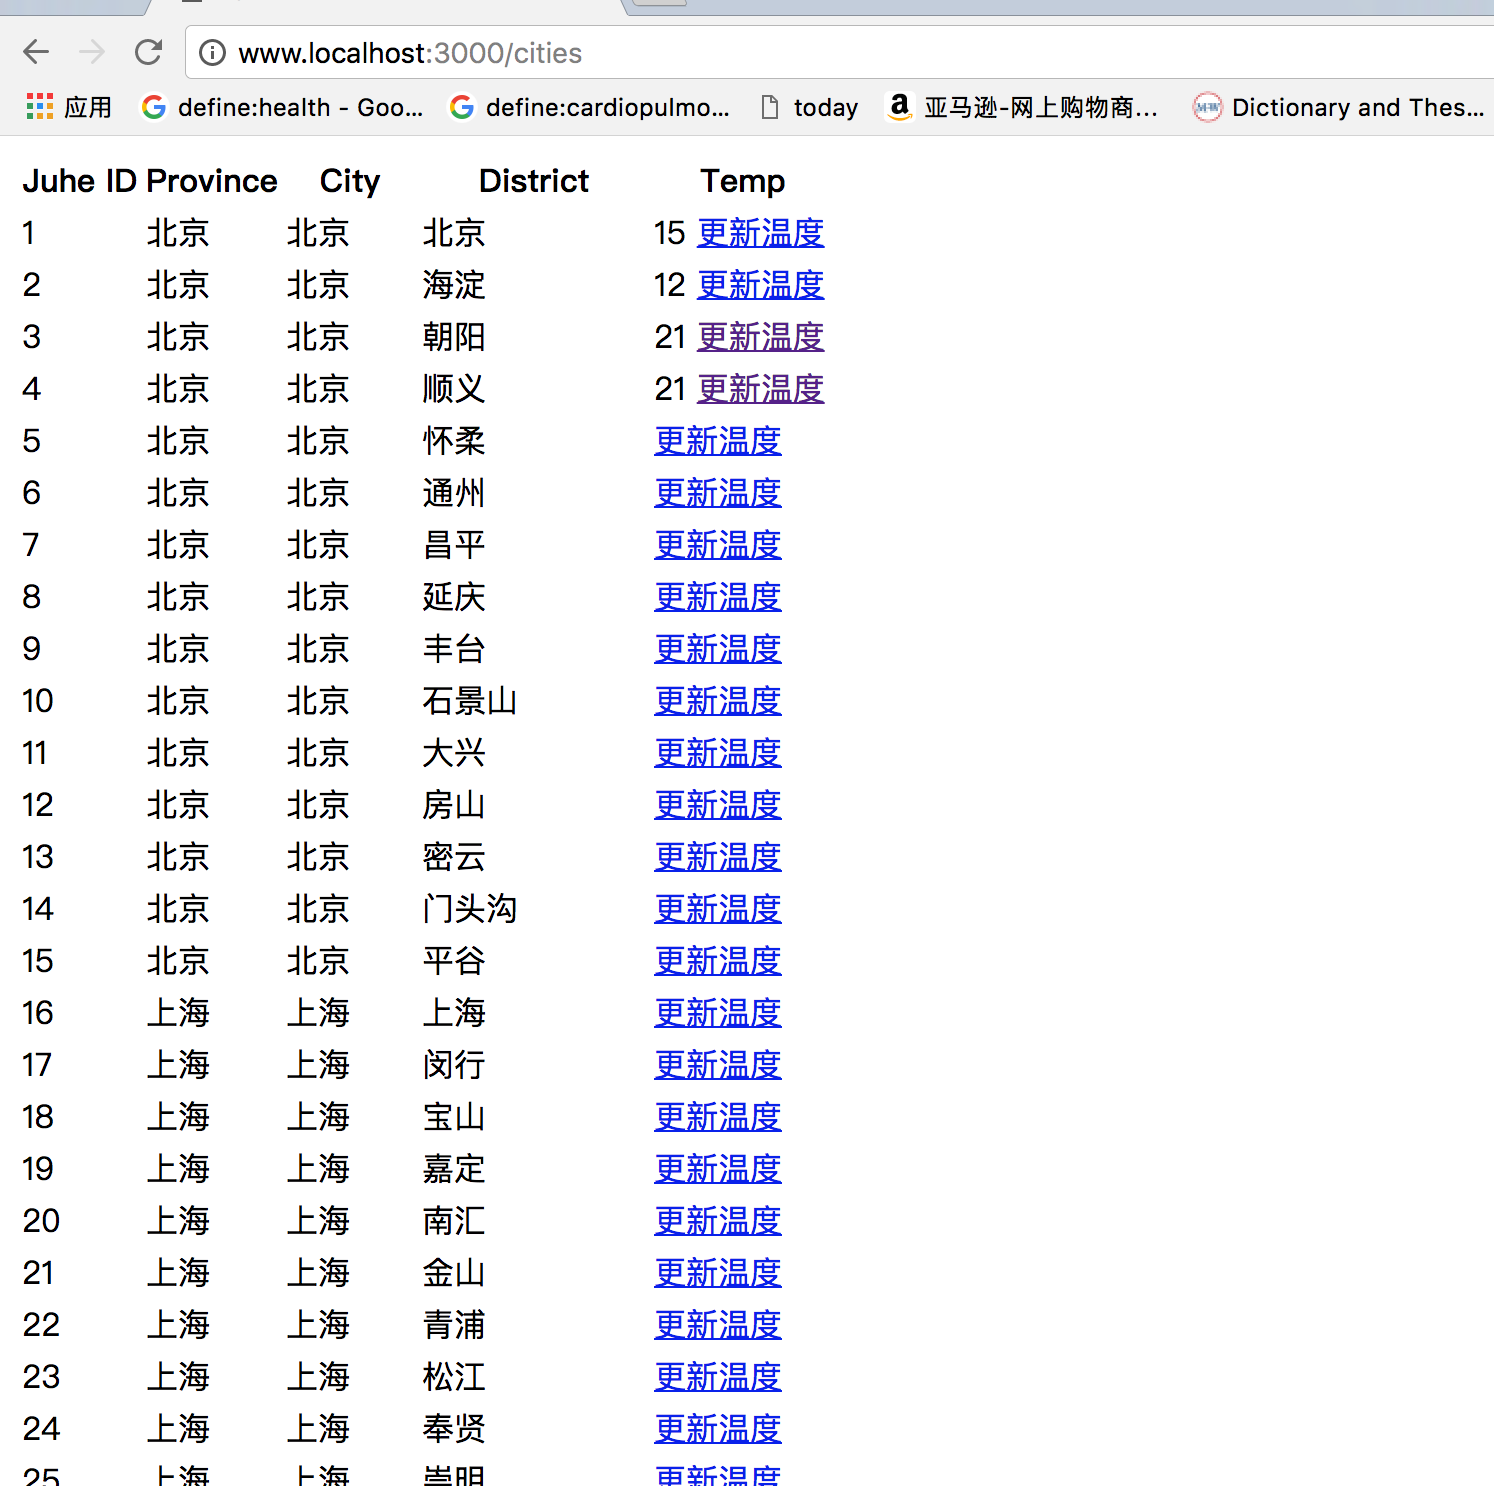 www.localhost:3000/cities
应用 define:health - Goo... define:cardiopulmo... today 亚马逊-网上购物商... Dictionary and Thes...
Juhe ID Province City District Temp
1 北京 北京 北京 15 更新温度
2 北京 北京 海淀 12 更新温度
3 北京 北京 朝阳 21 更新温度
4 北京 北京 顺义 21 更新温度
5 北京 北京 怀柔 更新温度
6 北京 北京 通州 更新温度
7 北京 北京 昌平 更新温度
8 北京 北京 延庆 更新温度
9 北京 北京 丰台 更新温度
10 北京 北京 石景山 更新温度
11 北京 北京 大兴 更新温度
12 北京 北京 房山 更新温度
13 北京 北京 密云 更新温度
14 北京 北京 门头沟 更新温度
15 北京 北京 平谷 更新温度
16 上海 上海 上海 更新温度
17 上海 上海 闵行 更新温度
18 上海 上海 宝山 更新温度
19 上海 上海 嘉定 更新温度
20 上海 上海 南汇 更新温度
21 上海 上海 金山 更新温度
22 上海 上海 青浦 更新温度
23 上海 上海 松江 更新温度
24 上海 上海 奉贤 更新温度
25 上海 上海 崇明 更新温度